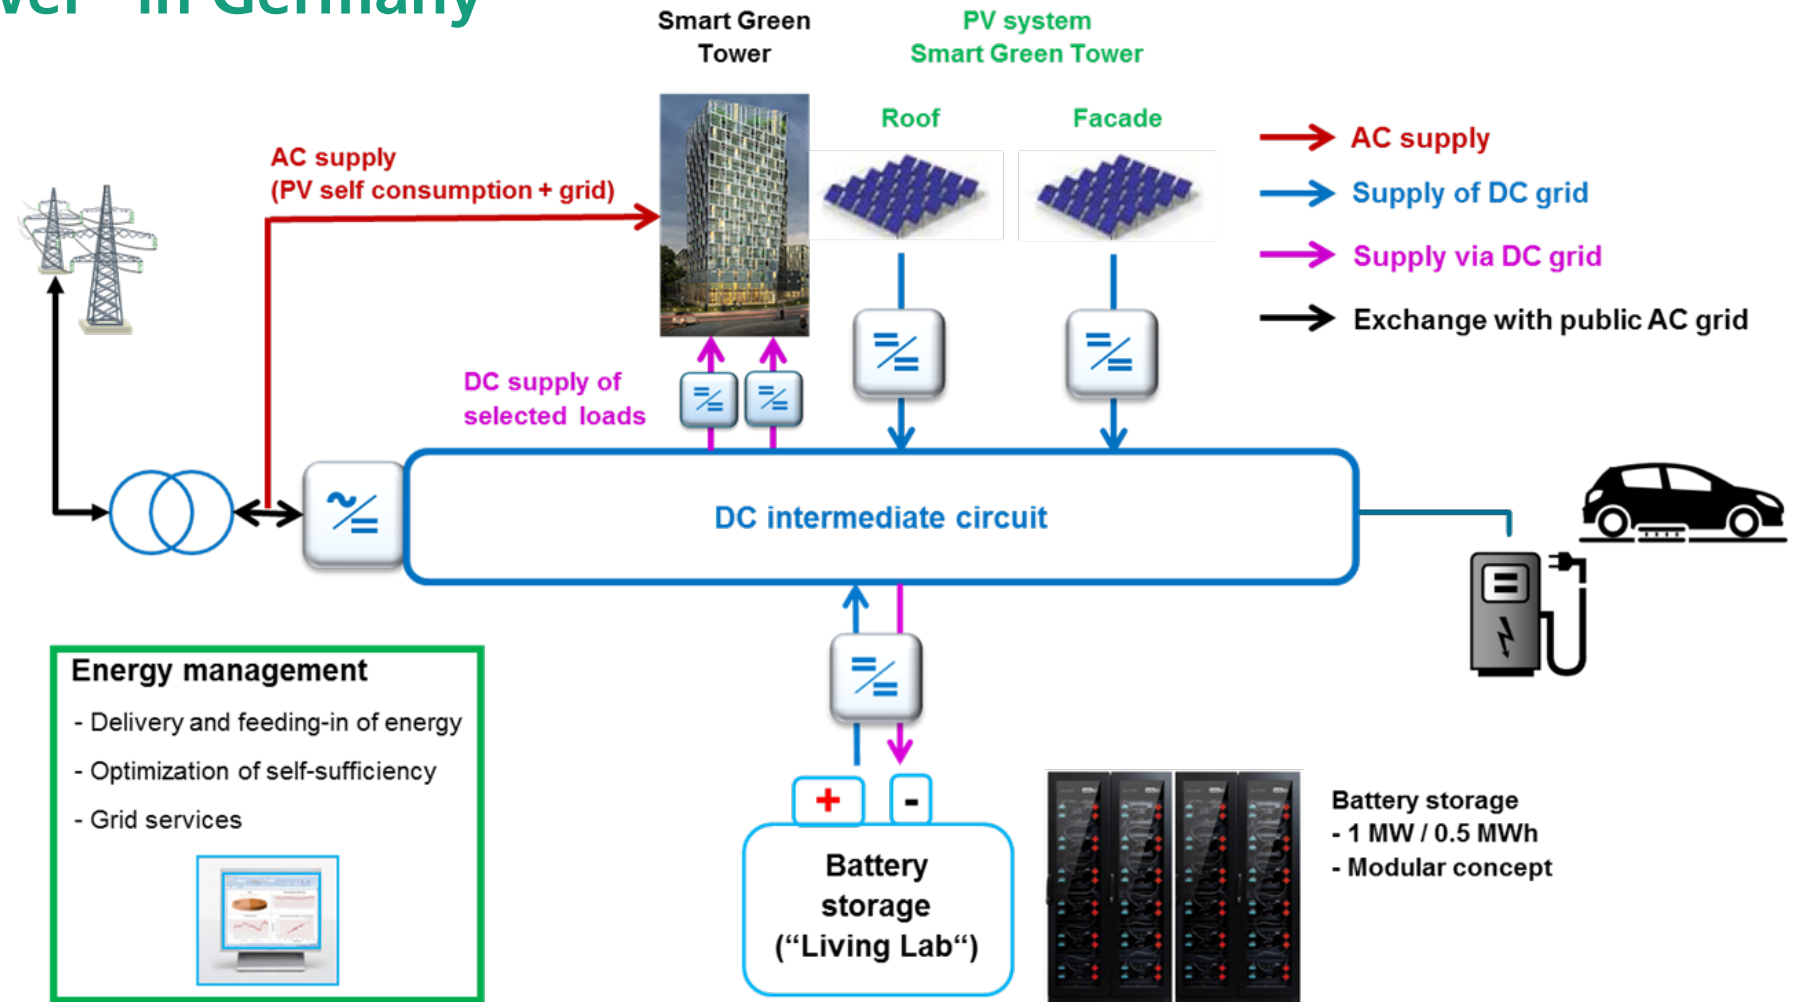 in Germany
Smart Green
Tower
PV system
Smart Green Tower
Roof
Facade
AC supply
(PV self consumption + grid)
AC supply
Supply of DC grid
Supply via DC grid
Exchange with public AC grid
DC supply of
selected loads
DC intermediate circuit
Energy management
- Delivery and feeding-in of energy
- Optimization of self-sufficiency
- Grid services
+
-
Battery
storage
(“Living Lab“)
Battery storage
- 1 MW / 0.5 MWh
- Modular concept